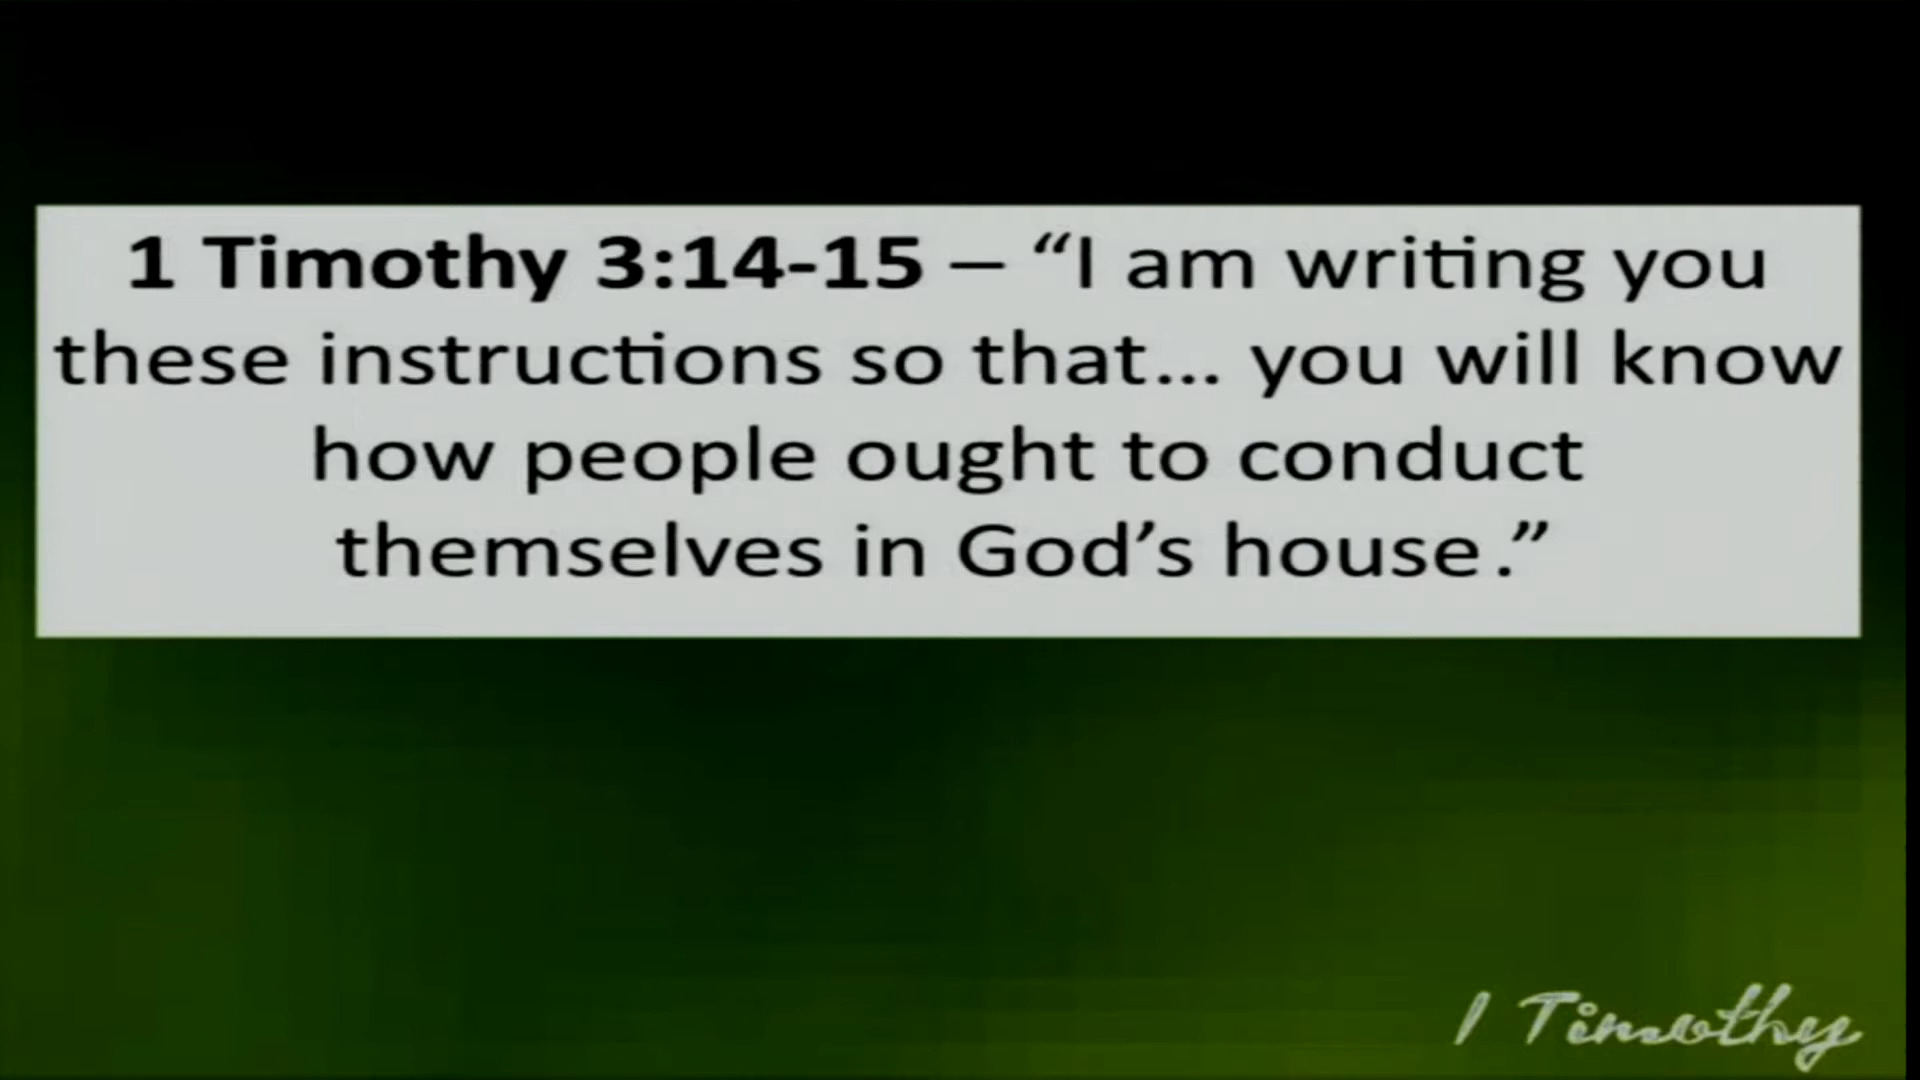 1 Timothy 3:14-15 – “I am writing you
these instructions so that... you will know
how people ought to conduct
themselves in God’s house.”
1 Timothy